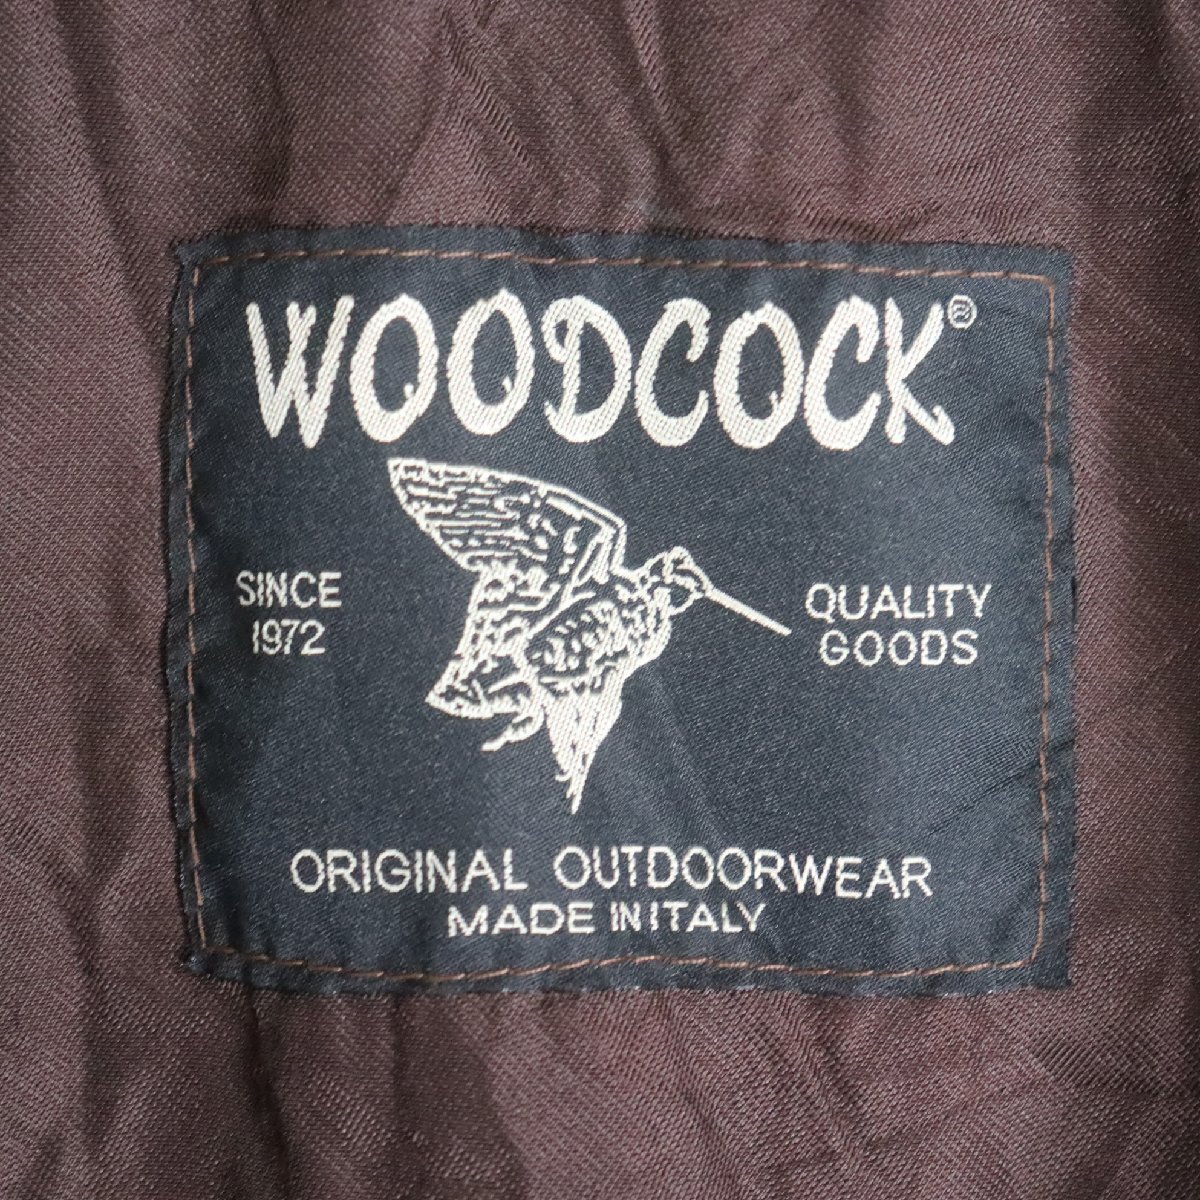 WOODCOCK®
SINCE
1972
QUALITY
GOODS
ORIGINAL OUTDOORWEAR
MADE IN ITALY